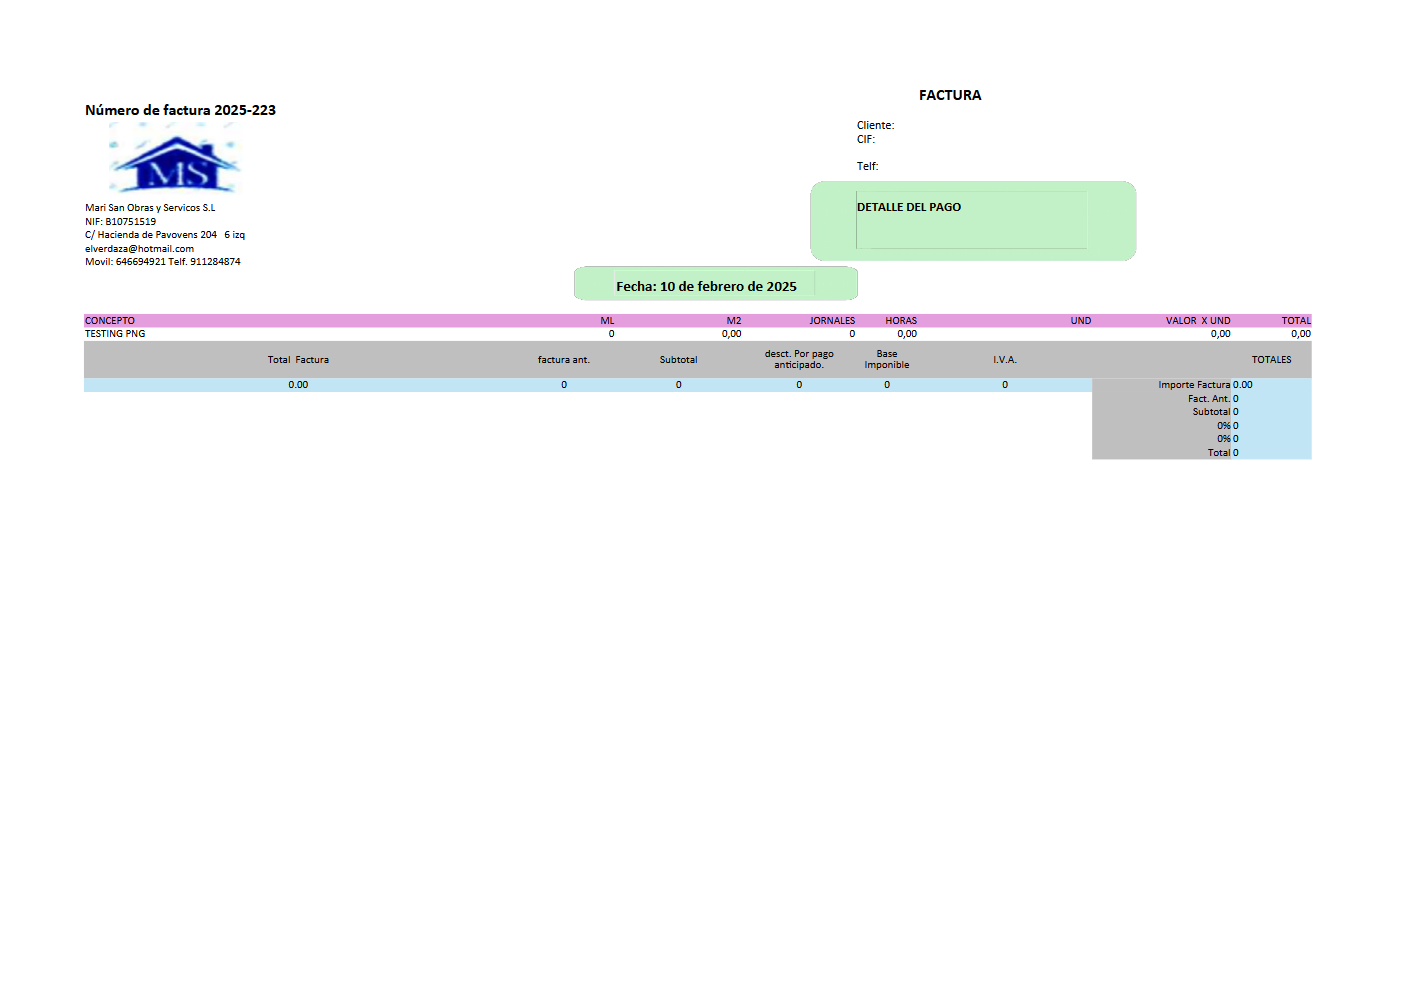 FACTURA
Número de factura 2025-223
Cliente:
CIF:
MS
Telf:
Mari San Obras y Servicos S.L
NIF: B10751519
C/ Hacienda de Pavovens 204 6 izq
elverdaza@hotmail.com
Movil: 646694921 Telf. 911284874
DETALLE DEL PAGO
Fecha: 10 de febrero de 2025
CONCEPTO ML M2 JORNALES HORAS UND VALOR X UND TOTAL
TESTING PNG 0 0,00 0 0,00 0,00 0,00
Total Factura factura ant. Subtotal desct. Por pago anticipado. Base Imponible I.V.A. TOTALES
0.00 0 0 0 0 0 Importe Factura 0.00
Fact. Ant. 0
Subtotal 0
0% 0
0% 0
Total 0